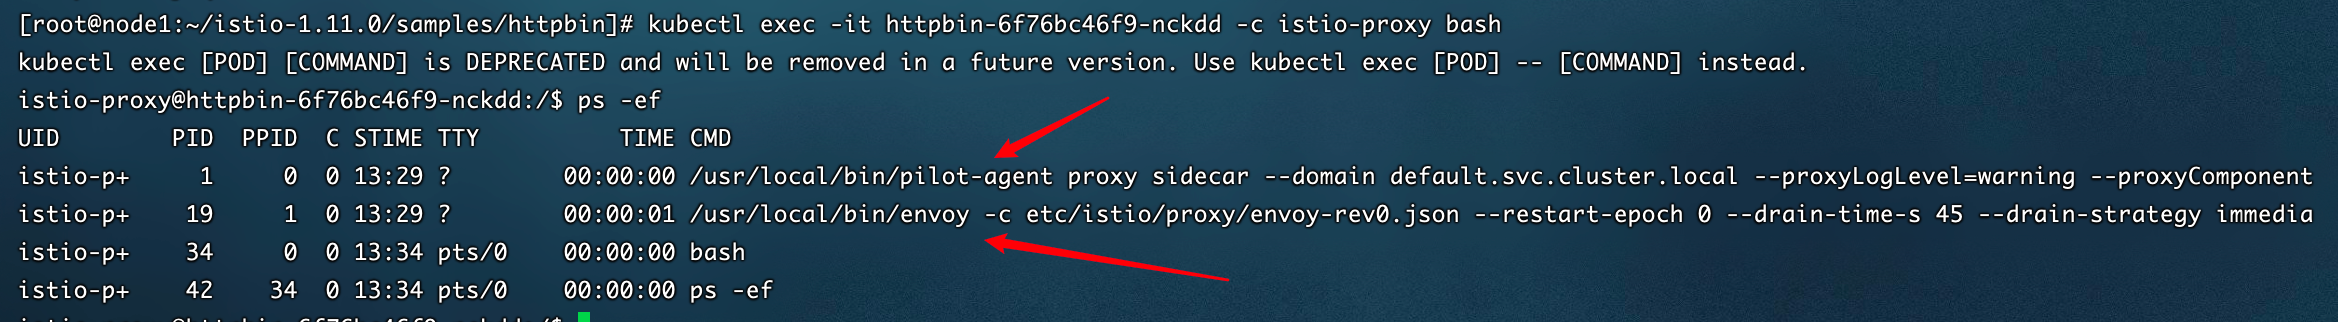 [root@node1:~/istio-1.11.0/samples/httpbin]# kubectl exec -it httpbin-6f76bc46f9-nckdd -c istio-proxy bash
kubectl exec [POD] [COMMAND] is DEPRECATED and will be removed in a future version. Use kubectl exec [POD] -- [COMMAND] instead.
istio-proxy@httpbin-6f76bc46f9-nckdd:/$ ps -ef
UID        PID  PPID  C STIME TTY          TIME CMD
istio-p+     1     0  0 13:29 ?        00:00:00 /usr/local/bin/pilot-agent proxy sidecar --domain default.svc.cluster.local --proxyLogLevel=warning --proxyComponent
istio-p+    19     1  0 13:29 ?        00:00:01 /usr/local/bin/envoy -c etc/istio/proxy/envoy-rev0.json --restart-epoch 0 --drain-time-s 45 --drain-strategy immedia
istio-p+    34     0  0 13:34 pts/0    00:00:00 bash
istio-p+    42    34  0 13:34 pts/0    00:00:00 ps -ef
istio-proxy@httpbin-6f76bc46f9-nckdd:/$